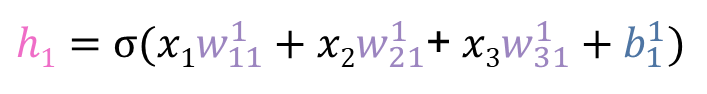 h₁ = σ(x₁w¹₁₁ + x₂w¹₂₁+ x₃w¹₃₁ + b¹₁)